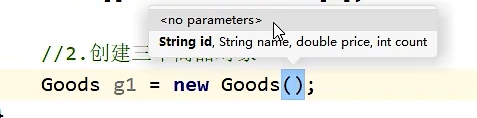 <no parameters>
String id, String name, double price, int count
//2.创建三个商品对象
Goods g1 = new Goods();